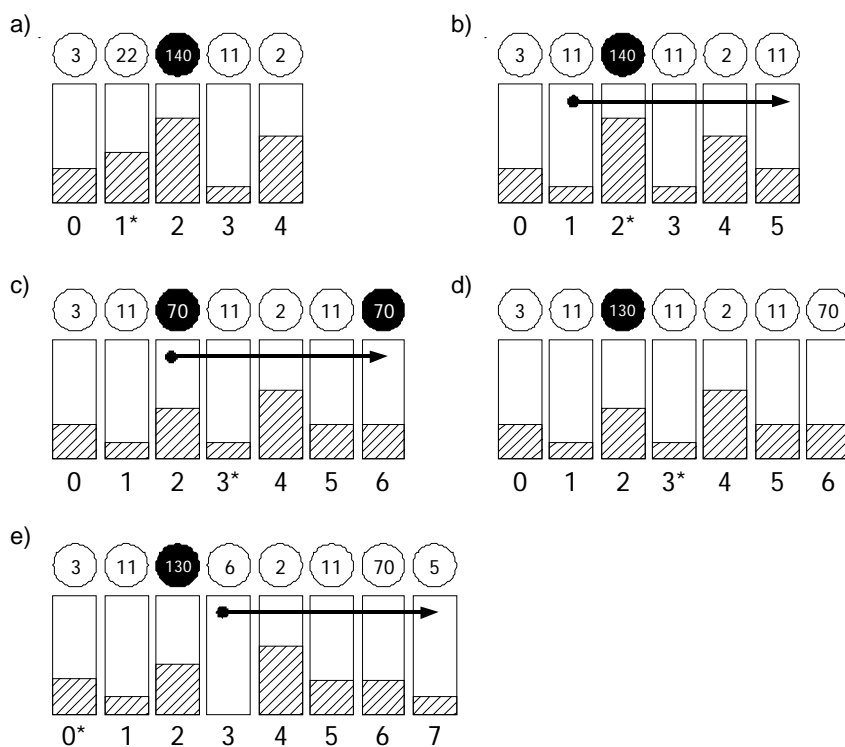 a)
3 22 140 11 2
0 1* 2 3 4
b)
3 11 140 11 2 11
0 1 2* 3 4 5
c)
3 11 70 11 2 11 70
0 1 2 3* 4 5 6
d)
3 11 130 11 2 11 70
0 1 2 3* 4 5 6
e)
3 11 130 6 2 11 70 5
0* 1 2 3 4 5 6 7